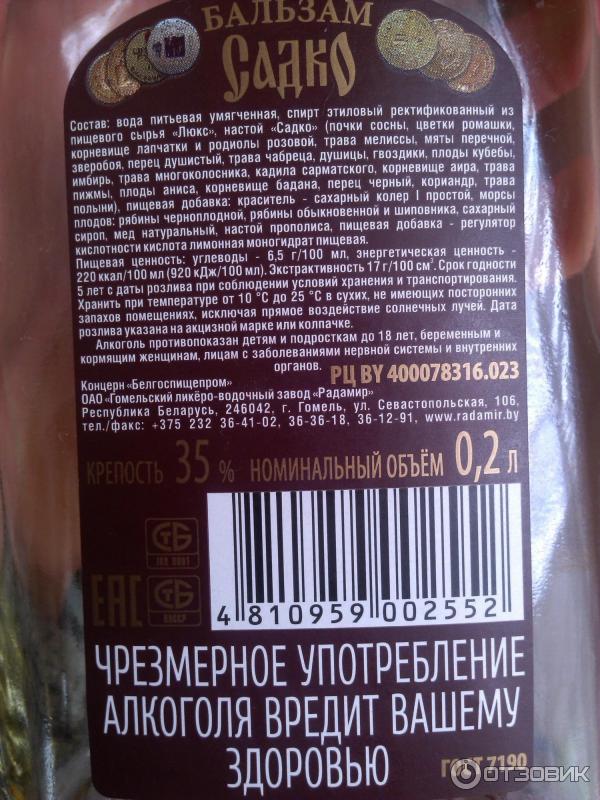 БАЛЬЗАМ
САДКО
Состав: вода питьевая умягченная, спирт этиловый ректификованный из
пищевого сырья «Люкс», настой «Садко» (почки сосны, цветки ромашки,
корневище лапчатки и родиолы розовой, трава мелиссы, мяты перечной,
зверобоя, перец душистый, трава чабреца, душицы, гвоздики, плоды кубебы,
имбирь, трава многоколосника, кадила сарматского, корневище аира, трава
пижмы, плоды аниса, корневище бадана, перец черный, кориандр, трава
полыни), пищевая добавка: краситель - сахарный колер I простой, морсы
плодов: рябины черноплодной, рябины обыкновенной и шиповника, сахарный
сироп, мед натуральный, настой прополиса, пищевая добавка - регулятор
кислотности кислота лимонная моногидрат пищевая.
Пищевая ценность: углеводы - 6,5 г/100 мл, энергетическая ценность -
220 ккал/100 мл (920 кДж/100 мл). Экстрактивность 17 г/100 см³. Срок годности
5 лет с даты розлива при соблюдении условий хранения и транспортирования.
Хранить при температуре от 10 °С до 25 °С в сухих, не имеющих посторонних
запахов помещениях, исключая прямое воздействие солнечных лучей. Дата
розлива указана на акцизной марке или колпачке.
Алкоголь противопоказан детям и подросткам до 18 лет, беременным и
кормящим женщинам, лицам с заболеваниями нервной системы и внутренних
органов.
РЦ BY 400078316.023
Концерн «Белгоспищепром»
ОАО «Гомельский ликёро-водочный завод «Радамир»
Республика Беларусь, 246042, г. Гомель, ул. Севастопольская, 106,
тел./факс: +375 232 36-41-02, 36-36-18, 36-12-91, www.radamir.by
КРЕПОСТЬ 35 % НОМИНАЛЬНЫЙ ОБЪЁМ 0,2 л
СТБ
ISO 9001
EAC
СТБ
HACCP
4 810959 002552
ЧРЕЗМЕРНОЕ УПОТРЕБЛЕНИЕ
АЛКОГОЛЯ ВРЕДИТ ВАШЕМУ
ЗДОРОВЬЮ
ГОСТ 7190
ОТЗОВИК